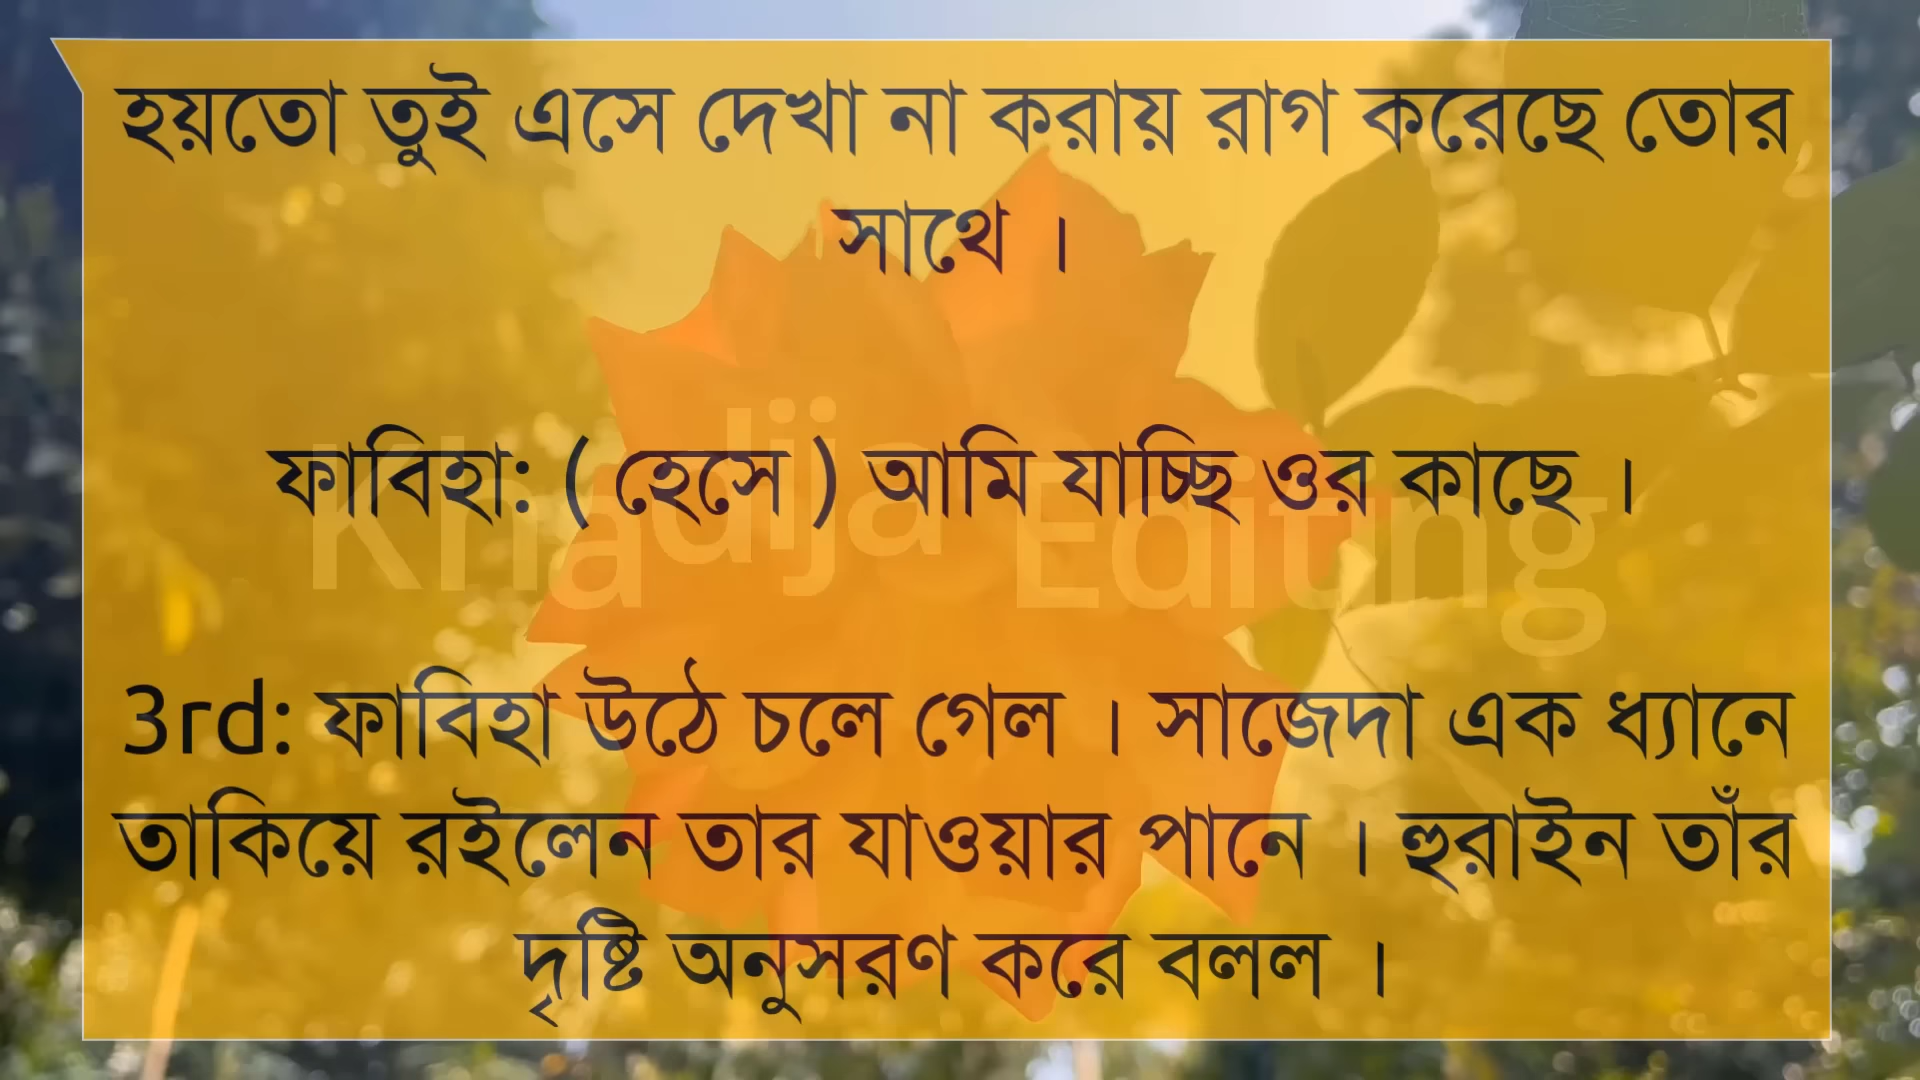 হয়তো তুই এসে দেখা না করায় রাগ করেছে তোর
সাথে ।
ফাবিহা: ( হেসে ) আমি যাচ্ছি ওর কাছে ।
Khadija Editing
3rd: ফাবিহা উঠে চলে গেল । সাজেদা এক ধ্যানে
তাকিয়ে রইলেন তার যাওয়ার পানে । হুরাইন তাঁর
দৃষ্টি অনুসরণ করে বলল ।